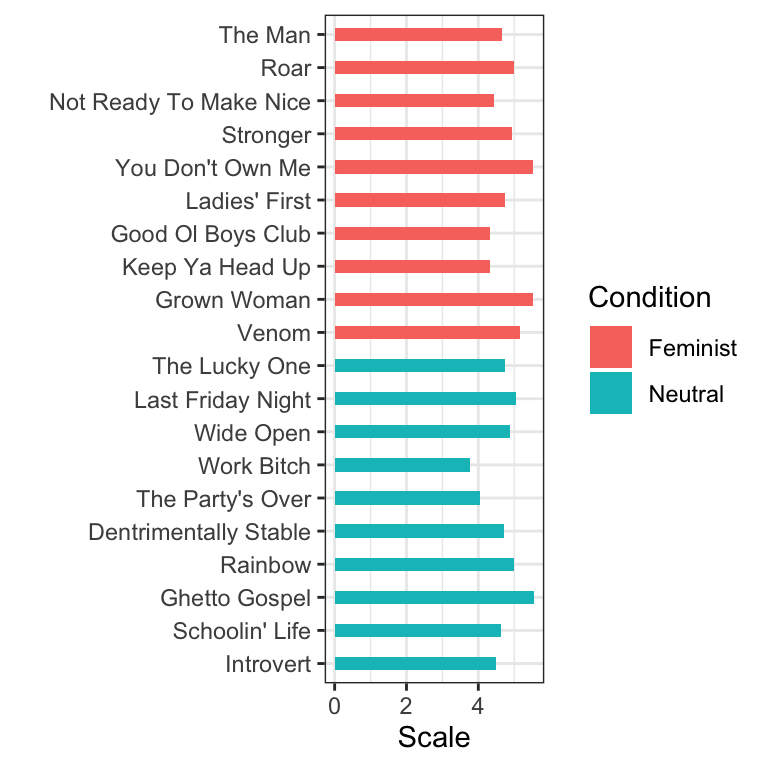 The Man
Roar
Not Ready To Make Nice
Stronger
You Don't Own Me
Ladies' First
Good Ol Boys Club
Keep Ya Head Up
Grown Woman
Venom
The Lucky One
Last Friday Night
Wide Open
Work Bitch
The Party's Over
Dentrimentally Stable
Rainbow
Ghetto Gospel
Schoolin' Life
Introvert
0 2 4
Scale
Condition
Feminist
Neutral